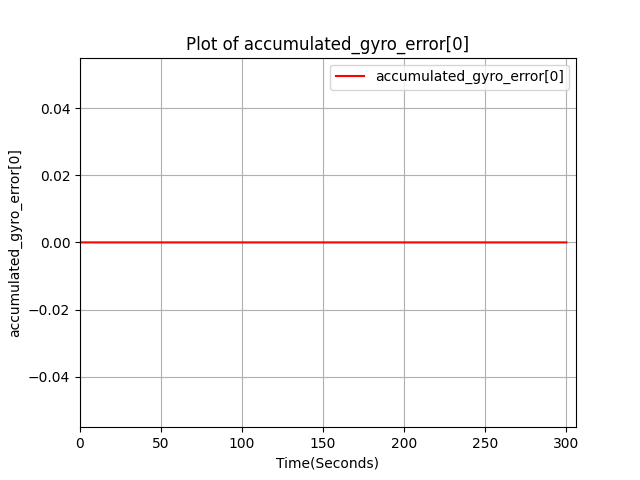 Plot of accumulated_gyro_error[0]
accumulated_gyro_error[0]
accumulated_gyro_error[0]
0.04
0.02
0.00
−0.02
−0.04
0 50 100 150 200 250 300
Time(Seconds)